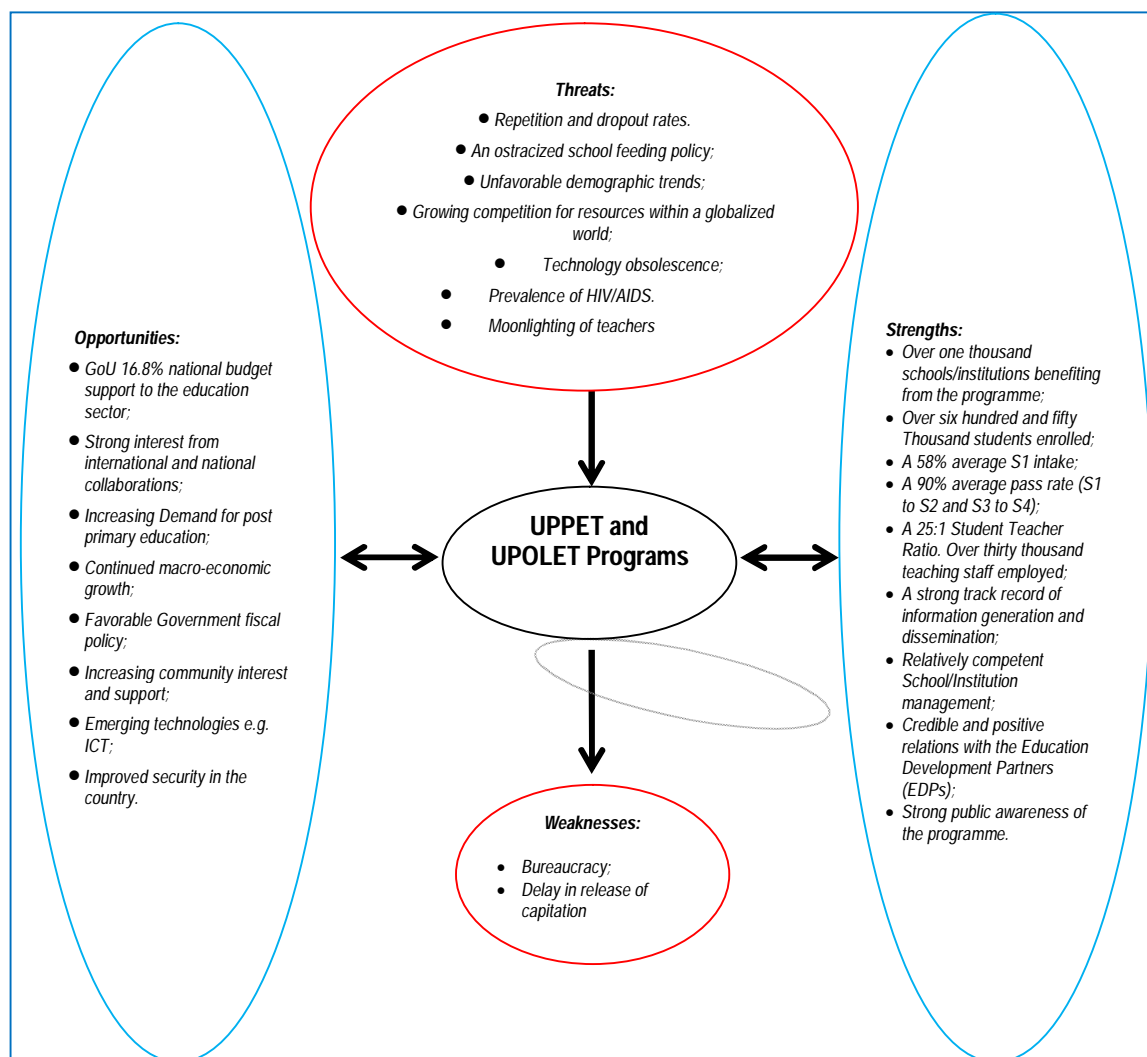 Threats:
● Repetition and dropout rates.
● An ostracized school feeding policy;
● Unfavorable demographic trends;
● Growing competition for resources within a globalized
world;
● Technology obsolescence;
● Prevalence of HIV/AIDS.
● Moonlighting of teachers
Opportunities:
● GoU 16.8% national budget
support to the education
sector;
● Strong interest from
international and national
collaborations;
● Increasing Demand for post
primary education;
● Continued macro-economic
growth;
● Favorable Government fiscal
policy;
● Increasing community interest
and support;
● Emerging technologies e.g.
ICT;
● Improved security in the
country.
UPPET and
UPOLET Programs
Strengths:
• Over one thousand
schools/institutions benefiting
from the programme;
• Over six hundred and fifty
Thousand students enrolled;
• A 58% average S1 intake;
• A 90% average pass rate (S1
to S2 and S3 to S4);
• A 25:1 Student Teacher
Ratio. Over thirty thousand
teaching staff employed;
• A strong track record of
information generation and
dissemination;
• Relatively competent
School/Institution
management;
• Credible and positive
relations with the Education
Development Partners
(EDPs);
• Strong public awareness of
the programme.
Weaknesses:
• Bureaucracy;
• Delay in release of
capitation